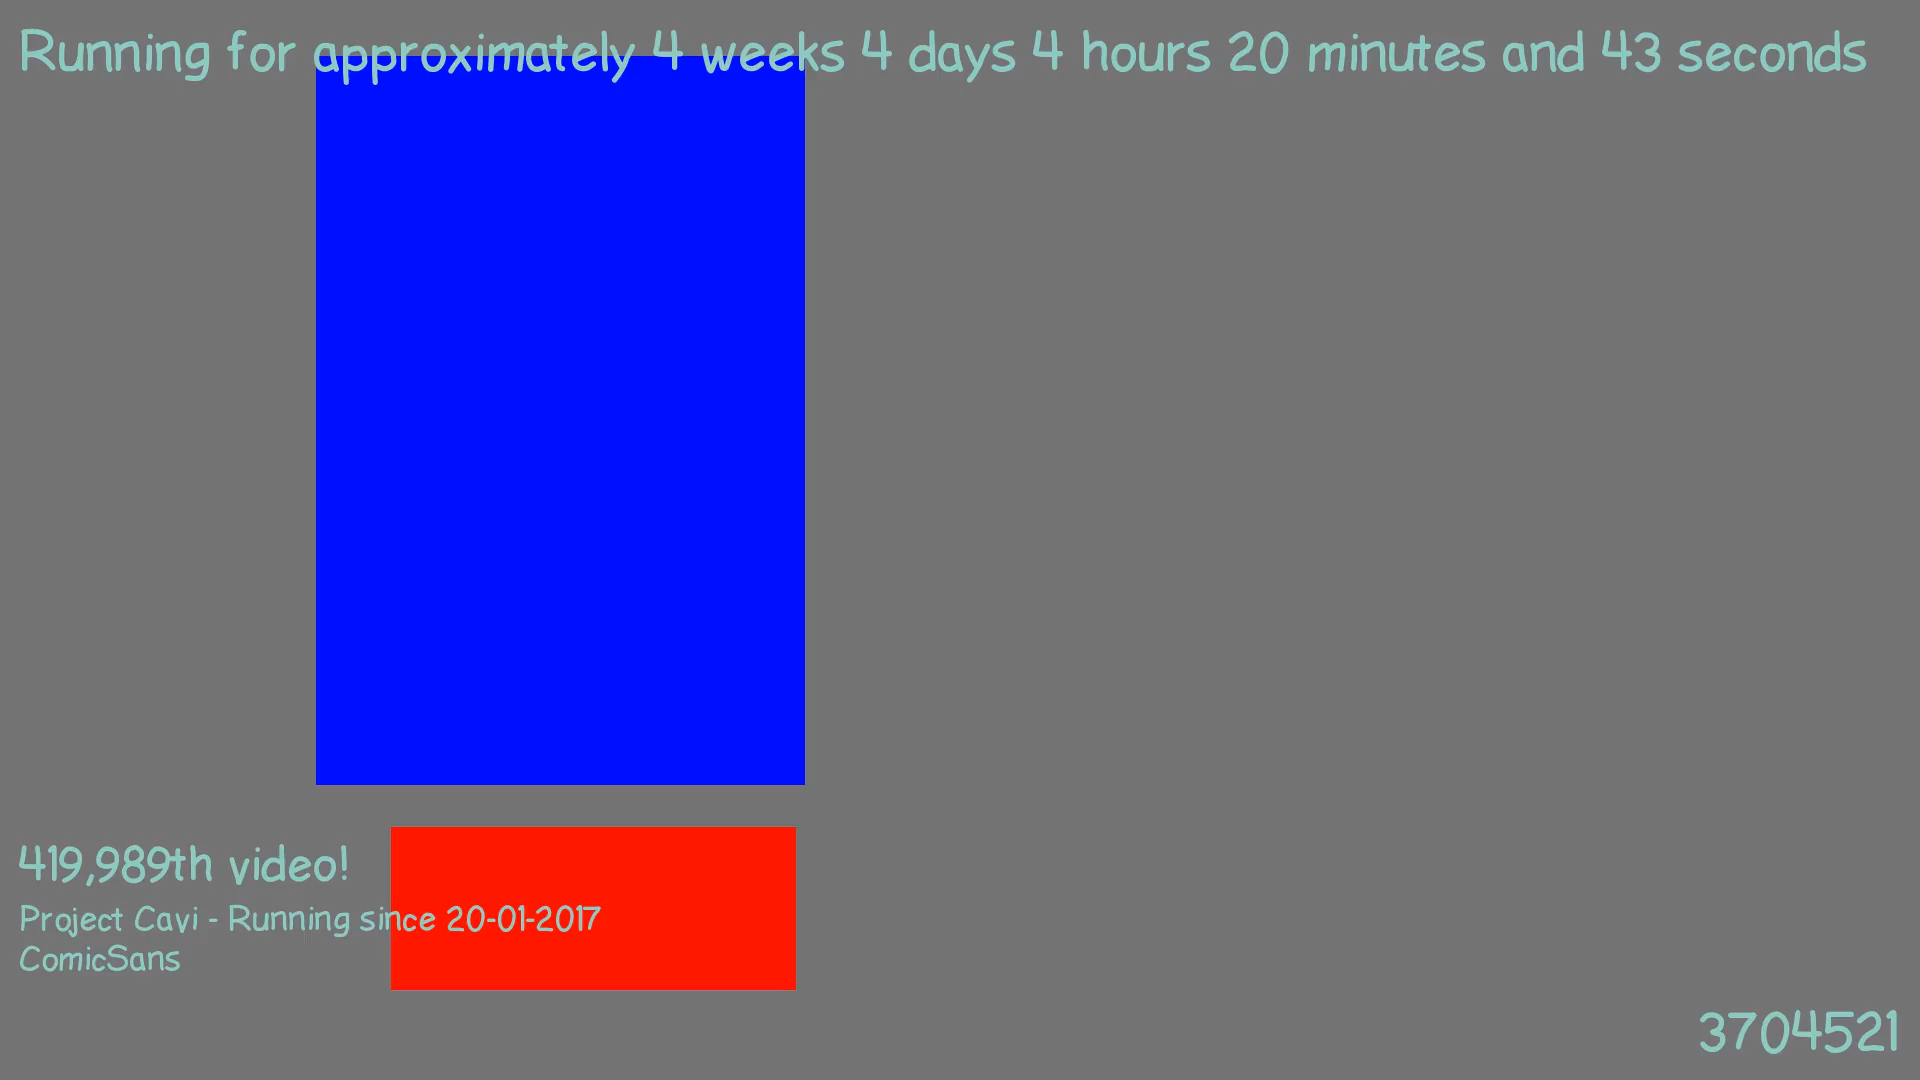 Running for approximately 4 weeks 4 days 4 hours 20 minutes and 43 seconds
419,989th video!
Project Cavi - Running since 20-01-2017
ComicSans
3704521